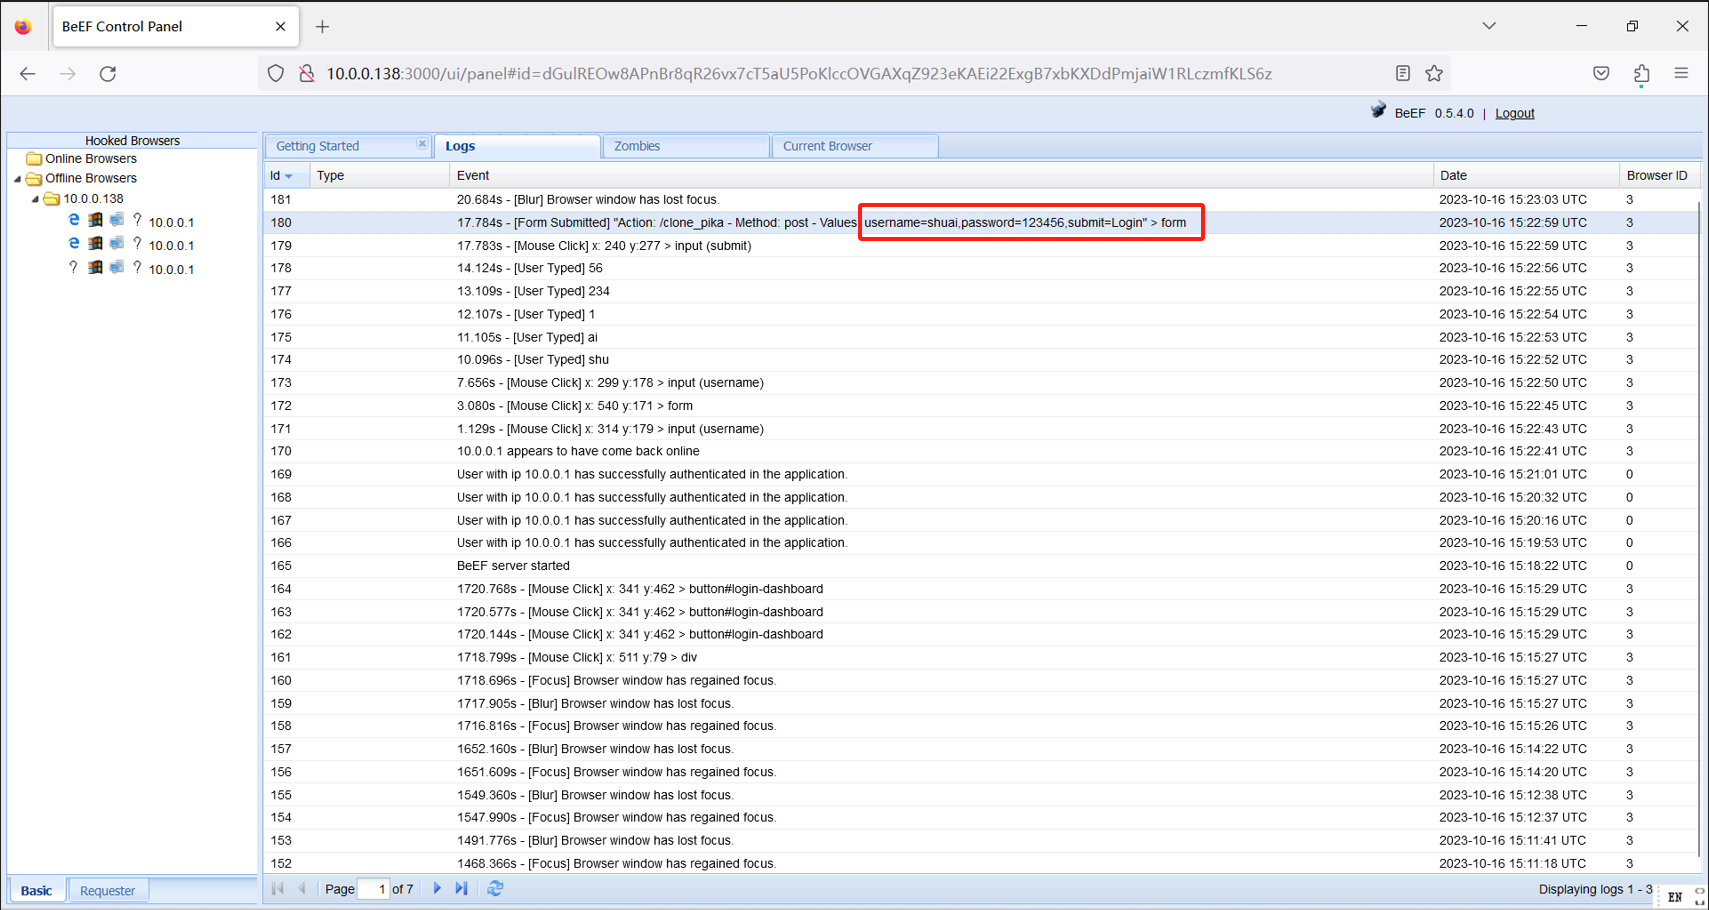 BeEF Control Panel
10.0.0.138:3000/ui/panel#id=dGulREOw8APnBr8qR26vx7cT5aU5PoKlccOVGAXqZ923eKAEi22ExgB7xbKXDdPmjaiW1RLczmfKLS6z
BeEF 0.5.4.0 | Logout
Hooked Browsers
Online Browsers
Offline Browsers
10.0.0.138
? 10.0.0.1
? 10.0.0.1
? ? 10.0.0.1
Getting Started Logs Zombies Current Browser
Id Type Event Date Browser ID
181 20.684s - [Blur] Browser window has lost focus. 2023-10-16 15:23:03 UTC 3
180 17.784s - [Form Submitted] "Action: /clone_pika - Method: post - Values username=shuai,password=123456,submit=Login" > form 2023-10-16 15:22:59 UTC 3
179 17.783s - [Mouse Click] x: 240 y:277 > input (submit) 2023-10-16 15:22:59 UTC 3
178 14.124s - [User Typed] 56 2023-10-16 15:22:56 UTC 3
177 13.109s - [User Typed] 234 2023-10-16 15:22:55 UTC 3
176 12.107s - [User Typed] 1 2023-10-16 15:22:54 UTC 3
175 11.105s - [User Typed] ai 2023-10-16 15:22:53 UTC 3
174 10.096s - [User Typed] shu 2023-10-16 15:22:52 UTC 3
173 7.656s - [Mouse Click] x: 299 y:178 > input (username) 2023-10-16 15:22:50 UTC 3
172 3.080s - [Mouse Click] x: 540 y:171 > form 2023-10-16 15:22:45 UTC 3
171 1.129s - [Mouse Click] x: 314 y:179 > input (username) 2023-10-16 15:22:43 UTC 3
170 10.0.0.1 appears to have come back online 2023-10-16 15:22:41 UTC 3
169 User with ip 10.0.0.1 has successfully authenticated in the application. 2023-10-16 15:21:01 UTC 0
168 User with ip 10.0.0.1 has successfully authenticated in the application. 2023-10-16 15:20:32 UTC 0
167 User with ip 10.0.0.1 has successfully authenticated in the application. 2023-10-16 15:20:16 UTC 0
166 User with ip 10.0.0.1 has successfully authenticated in the application. 2023-10-16 15:19:53 UTC 0
165 BeEF server started 2023-10-16 15:18:22 UTC 0
164 1720.768s - [Mouse Click] x: 341 y:462 > button#login-dashboard 2023-10-16 15:15:29 UTC 3
163 1720.577s - [Mouse Click] x: 341 y:462 > button#login-dashboard 2023-10-16 15:15:29 UTC 3
162 1720.144s - [Mouse Click] x: 341 y:462 > button#login-dashboard 2023-10-16 15:15:29 UTC 3
161 1718.799s - [Mouse Click] x: 511 y:79 > div 2023-10-16 15:15:27 UTC 3
160 1718.696s - [Focus] Browser window has regained focus. 2023-10-16 15:15:27 UTC 3
159 1717.905s - [Blur] Browser window has lost focus. 2023-10-16 15:15:27 UTC 3
158 1716.816s - [Focus] Browser window has regained focus. 2023-10-16 15:15:26 UTC 3
157 1652.160s - [Blur] Browser window has lost focus. 2023-10-16 15:14:22 UTC 3
156 1651.609s - [Focus] Browser window has regained focus. 2023-10-16 15:14:20 UTC 3
155 1549.360s - [Blur] Browser window has lost focus. 2023-10-16 15:12:38 UTC 3
154 1547.990s - [Focus] Browser window has regained focus. 2023-10-16 15:12:37 UTC 3
153 1491.776s - [Blur] Browser window has lost focus. 2023-10-16 15:11:41 UTC 3
152 1468.366s - [Focus] Browser window has regained focus. 2023-10-16 15:11:18 UTC 3
Basic Requester Page 1 of 7 Displaying logs 1 - 3
EN